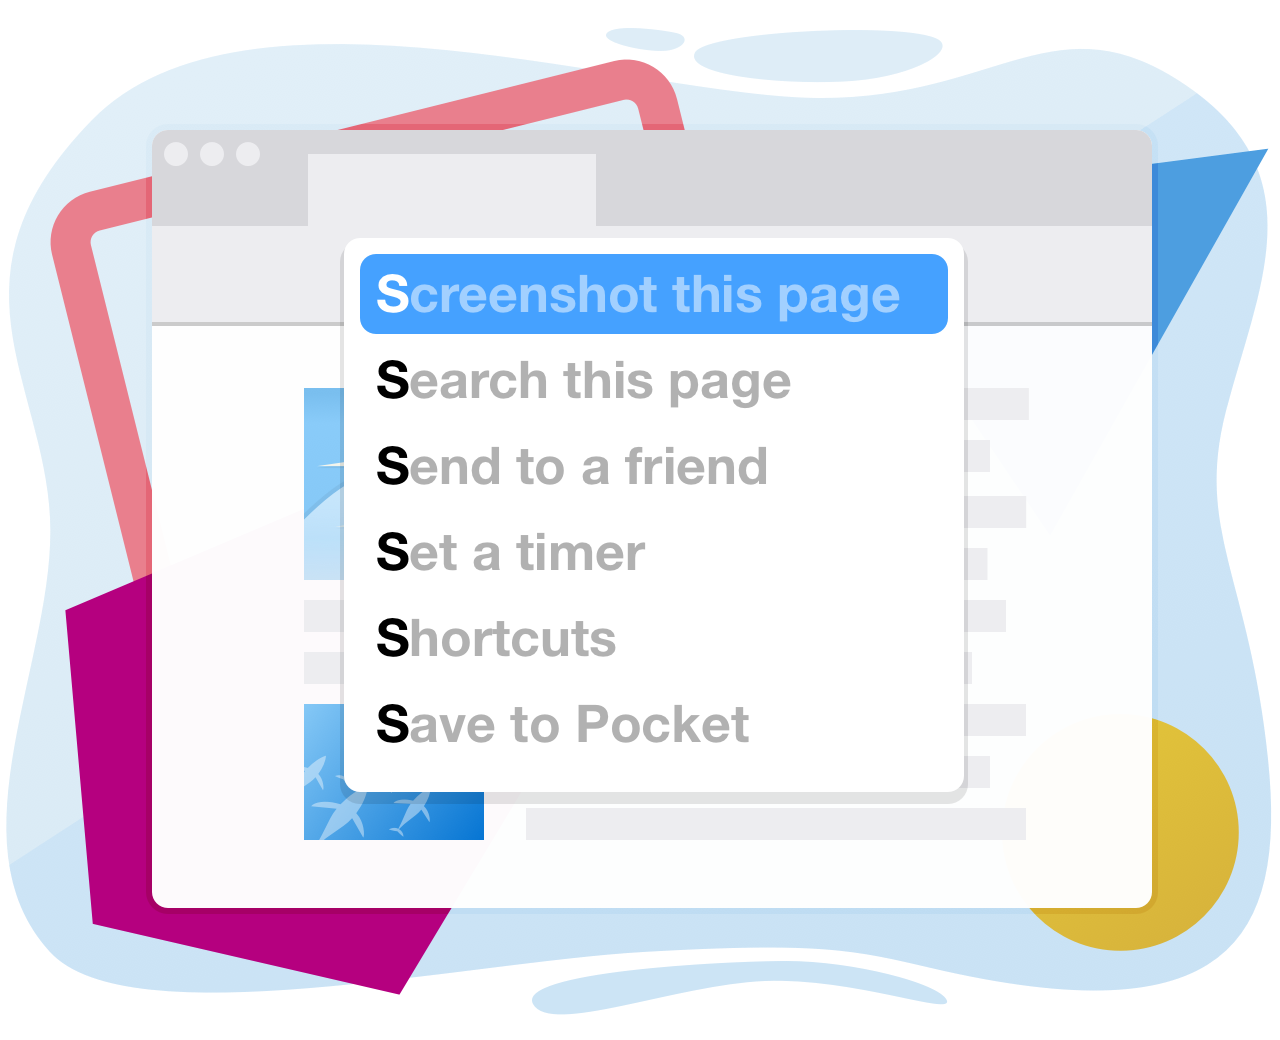 Screenshot this page
Search this page
Send to a friend
Set a timer
Shortcuts
Save to Pocket